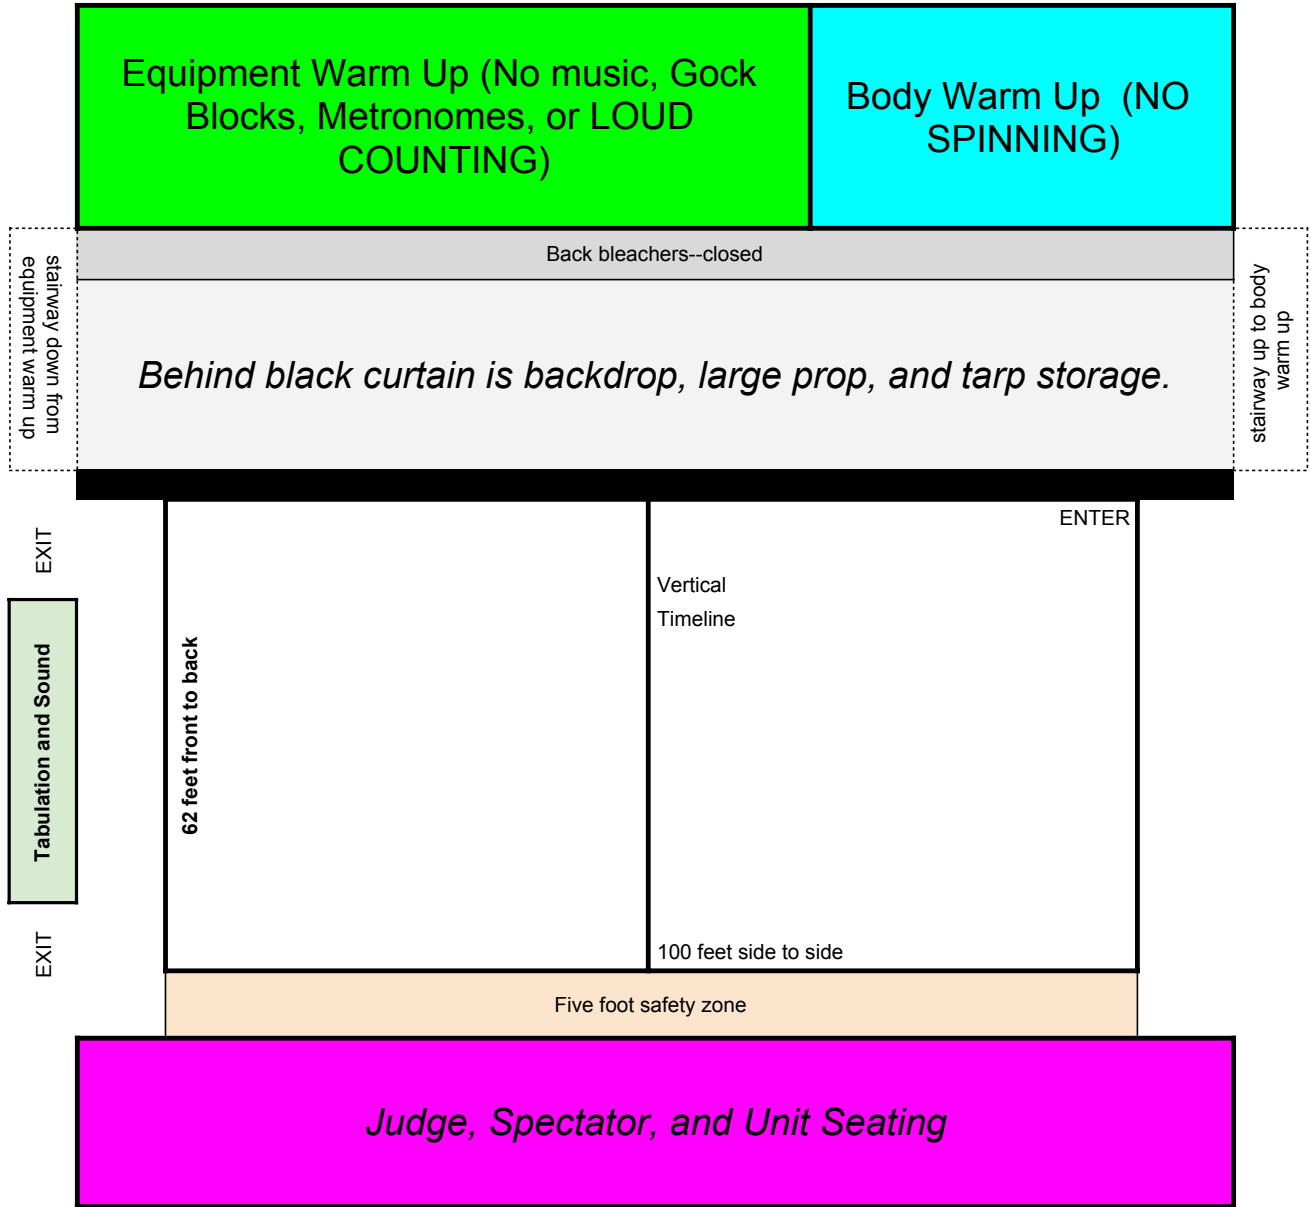 Equipment Warm Up (No music, Gock
Blocks, Metronomes, or LOUD
COUNTING)
Body Warm Up (NO
SPINNING)
Back bleachers--closed
stairway down from
equipment warm up
stairway up to body
warm up
Behind black curtain is backdrop, large prop, and tarp storage.
ENTER
EXIT
Vertical
Timeline
Tabulation and Sound
62 feet front to back
EXIT
100 feet side to side
Five foot safety zone
Judge, Spectator, and Unit Seating